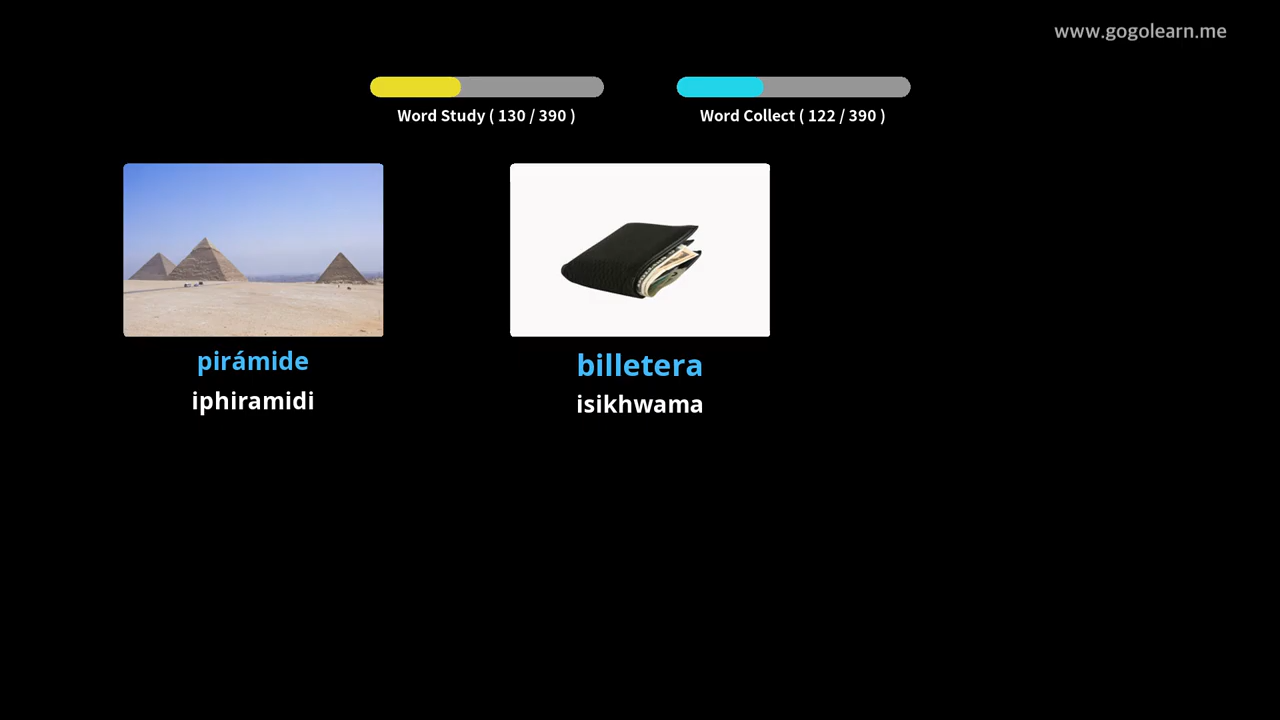 www.gogolearn.me
Word Study ( 130 / 390 )
Word Collect ( 122 / 390 )
pirámide
iphiramidi
billetera
isikhwama